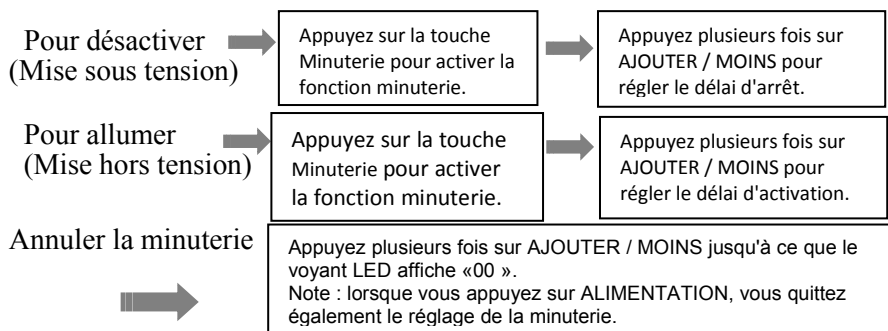 Pour désactiver
(Mise sous tension)
Appuyez sur la touche
Minuterie pour activer la
fonction minuterie.
Appuyez plusieurs fois sur
AJOUTER / MOINS pour
régler le délai d'arrêt.
Pour allumer
(Mise hors tension)
Appuyez sur la touche
Minuterie pour activer
la fonction minuterie.
Appuyez plusieurs fois sur
AJOUTER / MOINS pour
régler le délai d'activation.
Annuler la minuterie
Appuyez plusieurs fois sur AJOUTER / MOINS jusqu'à ce que le
voyant LED affiche «00 ».
Note : lorsque vous appuyez sur ALIMENTATION, vous quittez
également le réglage de la minuterie.